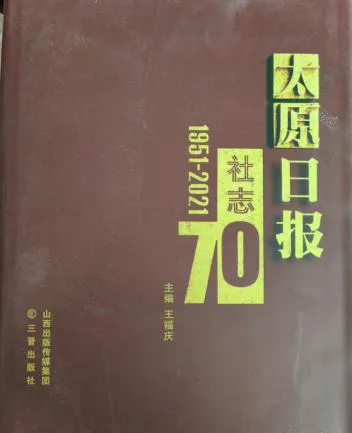 太原日报
社志
70
1951-2021
主编 王福庆
山西出版传媒集团
三晋出版社